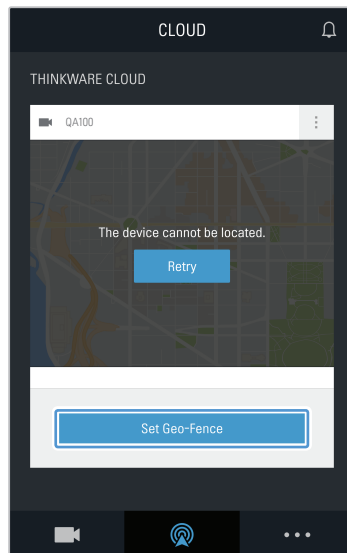 CLOUD
THINKWARE CLOUD
QA100
The device cannot be located.
Retry
Set Geo-Fence